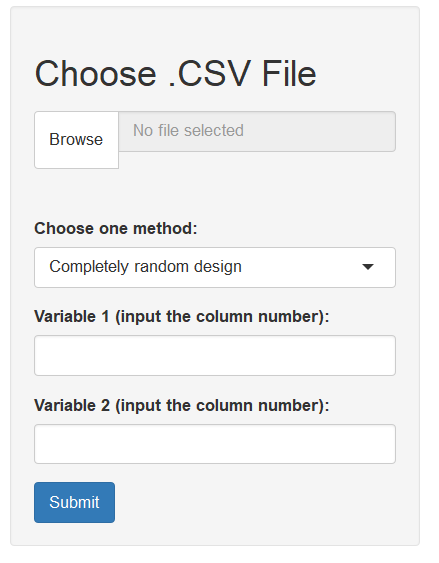 Choose .CSV File
Browse No file selected
Choose one method:
Completely random design
Variable 1 (input the column number):
Variable 2 (input the column number):
Submit